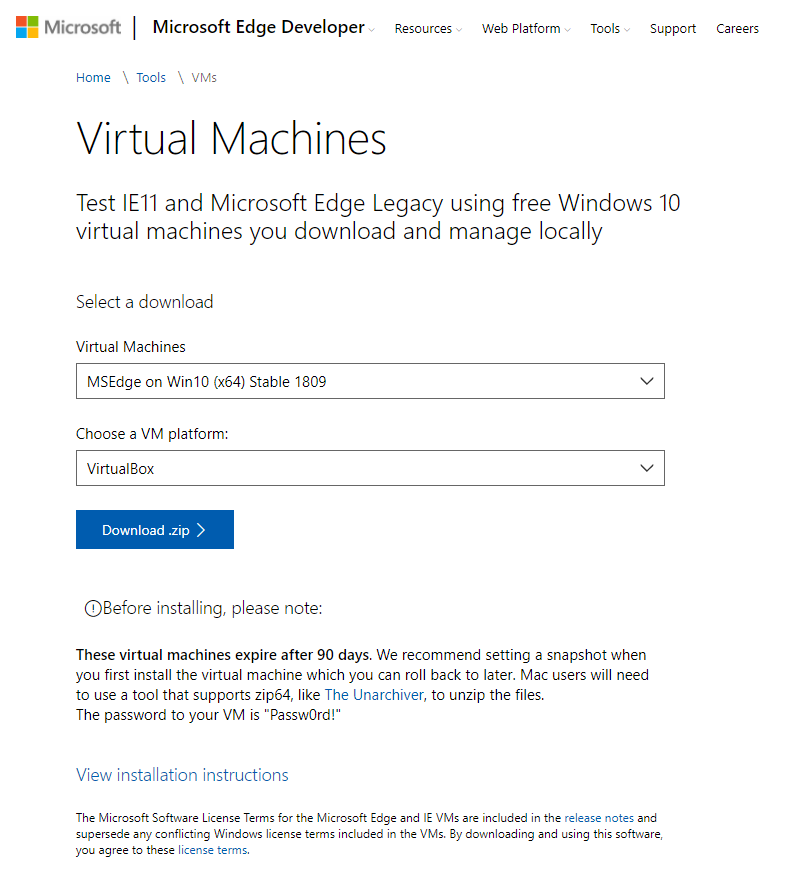 Microsoft | Microsoft Edge Developer Resources Web Platform Tools Support Careers
Home \ Tools \ VMs
Virtual Machines
Test IE11 and Microsoft Edge Legacy using free Windows 10
virtual machines you download and manage locally
Select a download
Virtual Machines
MSEdge on Win10 (x64) Stable 1809
Choose a VM platform:
VirtualBox
Download .zip
Before installing, please note:
These virtual machines expire after 90 days. We recommend setting a snapshot when
you first install the virtual machine which you can roll back to later. Mac users will need
to use a tool that supports zip64, like The Unarchiver, to unzip the files.
The password to your VM is "Passw0rd!"
View installation instructions
The Microsoft Software License Terms for the Microsoft Edge and IE VMs are included in the release notes and
supersede any conflicting Windows license terms included in the VMs. By downloading and using this software,
you agree to these license terms.